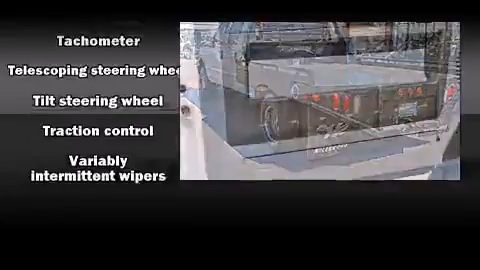 Tachometer
Telescoping steering whee
Tilt steering wheel
Traction control
Variably
intermittent wipers